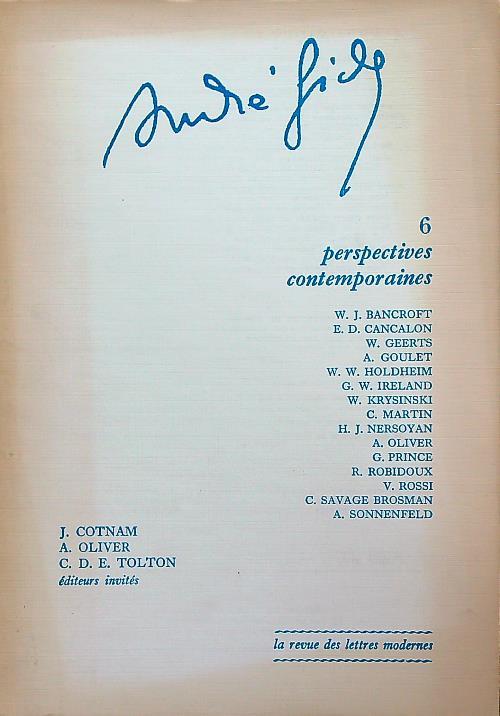 André Gide
6
perspectives
contemporaines
W. J. BANCROFT
E. D. CANCALON
W. GEERTS
A. GOULET
W. W. HOLDHEIM
G. W. IRELAND
W. KRYSINSKI
C. MARTIN
H. J. NERSOYAN
A. OLIVER
G. PRINCE
R. ROBIDOUX
V. ROSSI
C. SAVAGE BROSMAN
A. SONNENFELD
J. COTNAM
A. OLIVER
C. D. E. TOLTON
éditeurs invités
la revue des lettres modernes